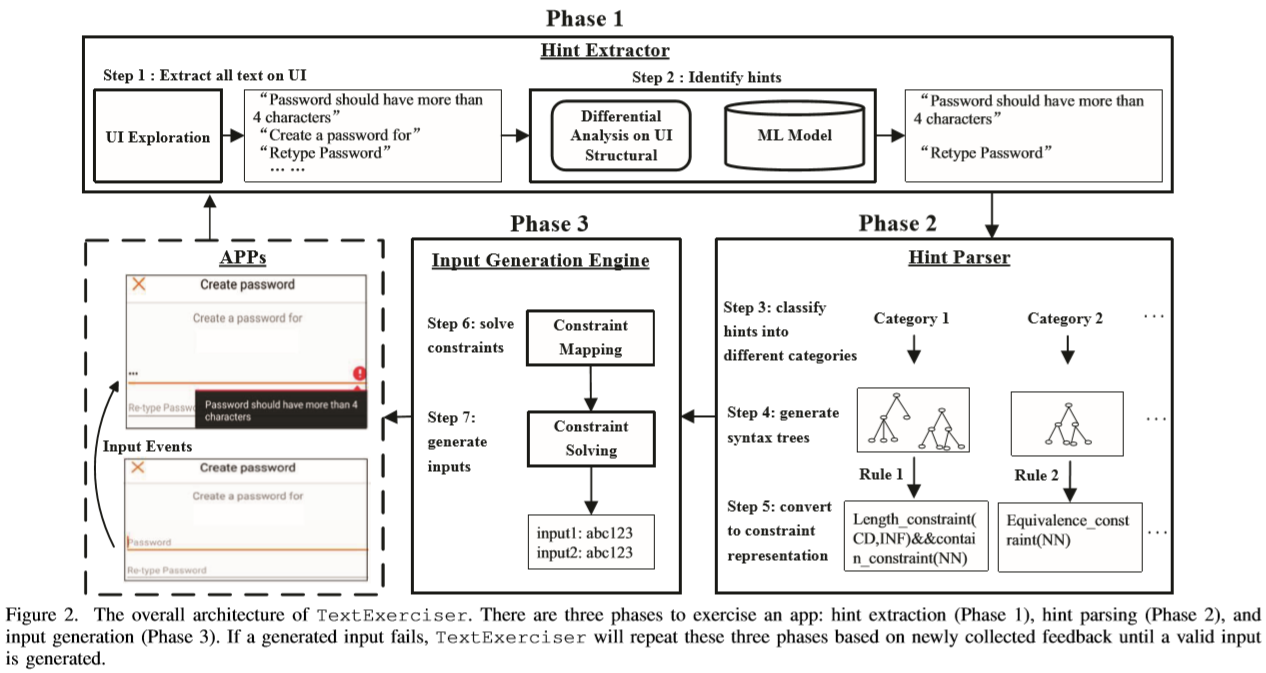 Phase 1
Hint Extractor
Step 1 : Extract all text on UI
Step 2 : Identify hints
UI Exploration
“Password should have more than
4 characters”
“Create a password for”
“Retype Password”
... ...
Differential
Analysis on UI
Structural
ML Model
“Password should have more than
4 characters”
“Retype Password”
Phase 2
Hint Parser
Step 3: classify
hints into
different categories
Category 1
Category 2
...
Step 4: generate
syntax trees
...
Rule 1
Rule 2
Step 5: convert
to constraint
representation
Length_constraint(
CD,INF)&&contai
n_constraint(NN)
Equivalence_const
raint(NN)
...
Phase 3
Input Generation Engine
Step 6: solve
constraints
Constraint
Mapping
Step 7:
generate
inputs
Constraint
Solving
input1: abc123
input2: abc123
APPs
Create password
Create a password for
Re-type Passw
Password should have more than 4
characters
Input Events
Create password
Create a password for
Password
Re-type Password
Figure 2. The overall architecture of TextExerciser. There are three phases to exercise an app: hint extraction (Phase 1), hint parsing (Phase 2), and
input generation (Phase 3). If a generated input fails, TextExerciser will repeat these three phases based on newly collected feedback until a valid input
is generated.